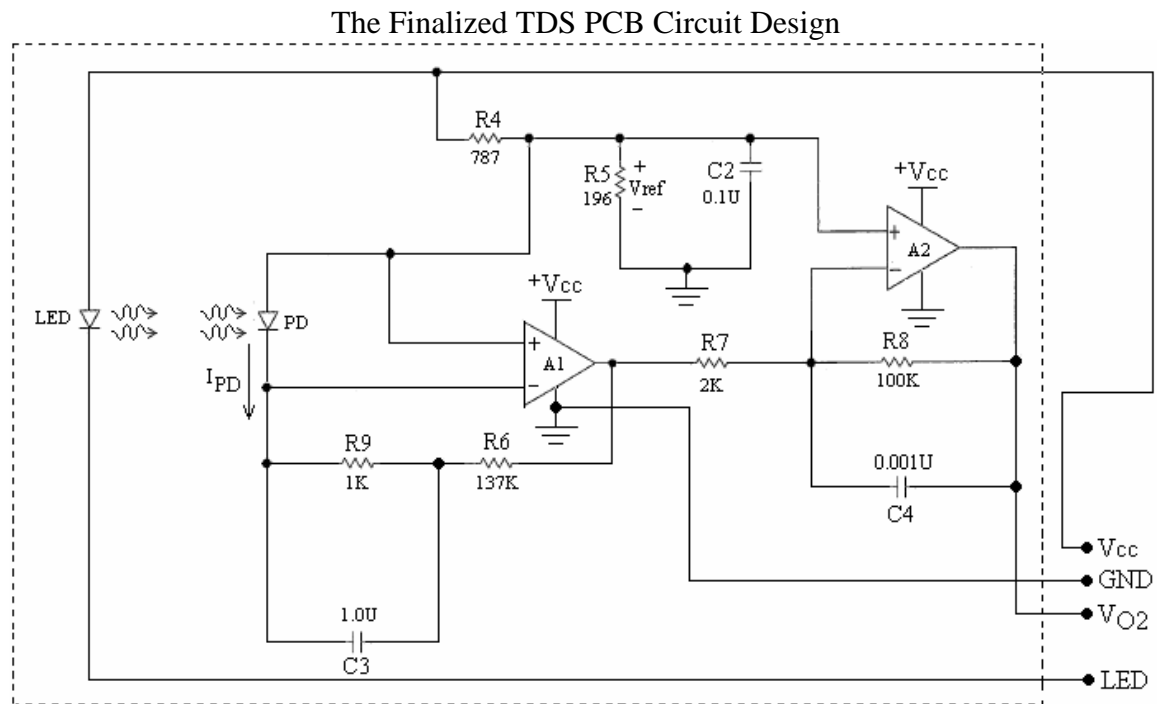 The Finalized TDS PCB Circuit Design
R4
787
R5
196
+
Vref
−
C2
0.1U
+Vcc
+
A2
−
LED
PD
IPD
+Vcc
+
A1
−
R7
2K
R8
100K
R9
1K
R6
137K
0.001U
C4
1.0U
C3
Vcc
GND
VO2
LED